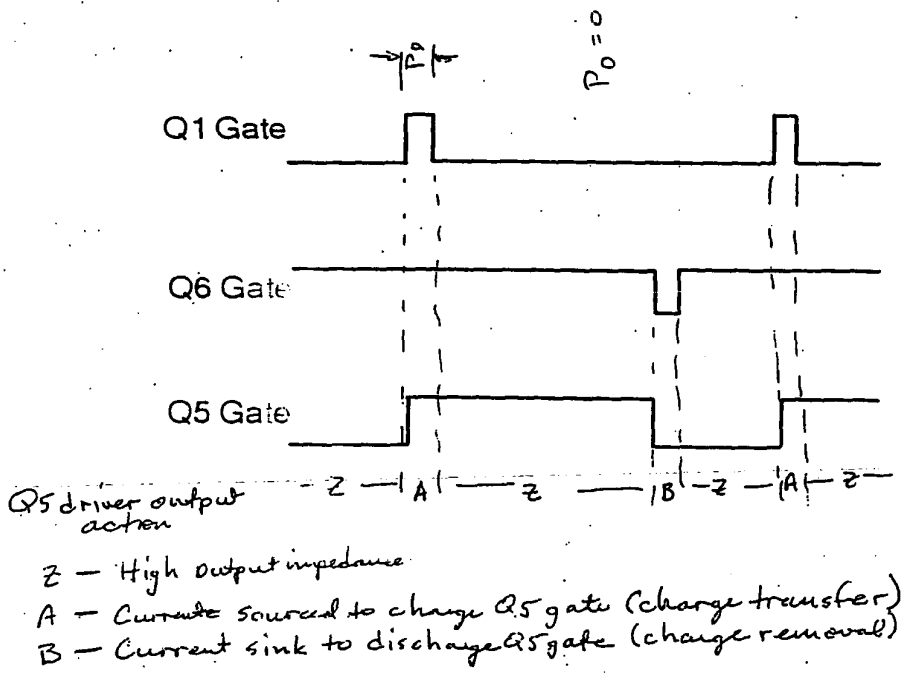 P0
P0 = 0
Q1 Gate
Q6 Gate
Q5 Gate
Z A Z B Z A Z
Q5 driver output
action
Z — High output impedance
A — Current sourced to charge Q5 gate (charge transfer)
B — Current sink to discharge Q5 gate (charge removal)